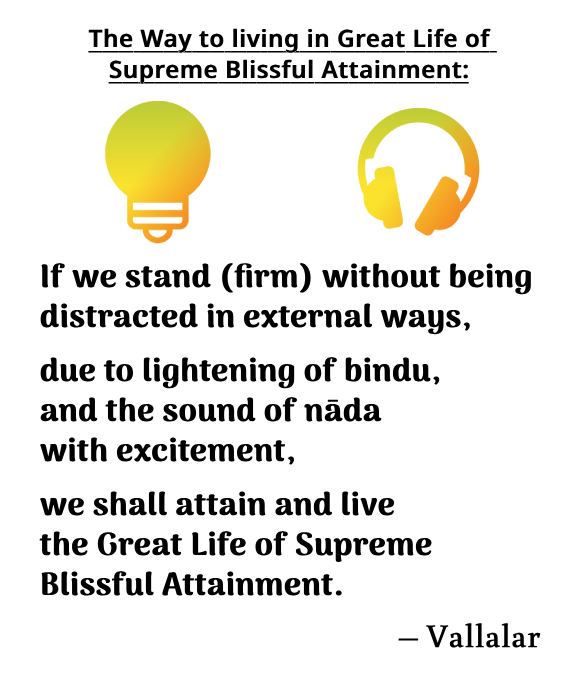 The Way to living in Great Life of
Supreme Blissful Attainment:
If we stand (firm) without being
distracted in external ways,
due to lightening of bindu,
and the sound of nāda
with excitement,
we shall attain and live
the Great Life of Supreme
Blissful Attainment.
– Vallalar